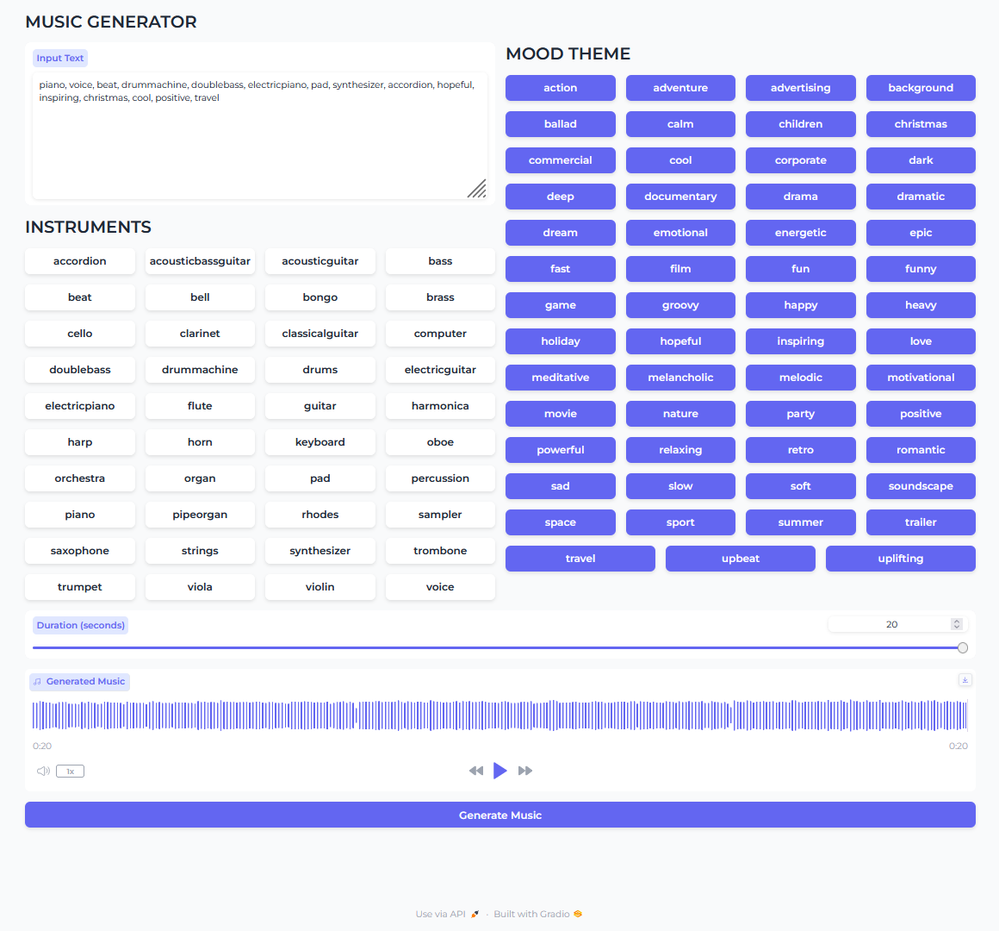 MUSIC GENERATOR
Input Text
piano, voice, beat, drummachine, doublebass, electricpiano, pad, synthesizer, accordion, hopeful,
inspiring, christmas, cool, positive, travel
INSTRUMENTS
accordion acousticbassguitar acousticguitar bass
beat bell bongo brass
cello clarinet classicalguitar computer
doublebass drummachine drums electricguitar
electricpiano flute guitar harmonica
harp horn keyboard oboe
orchestra organ pad percussion
piano pipeorgan rhodes sampler
saxophone strings synthesizer trombone
trumpet viola violin voice
MOOD THEME
action adventure advertising background
ballad calm children christmas
commercial cool corporate dark
deep documentary drama dramatic
dream emotional energetic epic
fast film fun funny
game groovy happy heavy
holiday hopeful inspiring love
meditative melancholic melodic motivational
movie nature party positive
powerful relaxing retro romantic
sad slow soft soundscape
space sport summer trailer
travel upbeat uplifting
Duration (seconds) 20
Generated Music
0:20 0:20
1x
Generate Music
Use via API · Built with Gradio